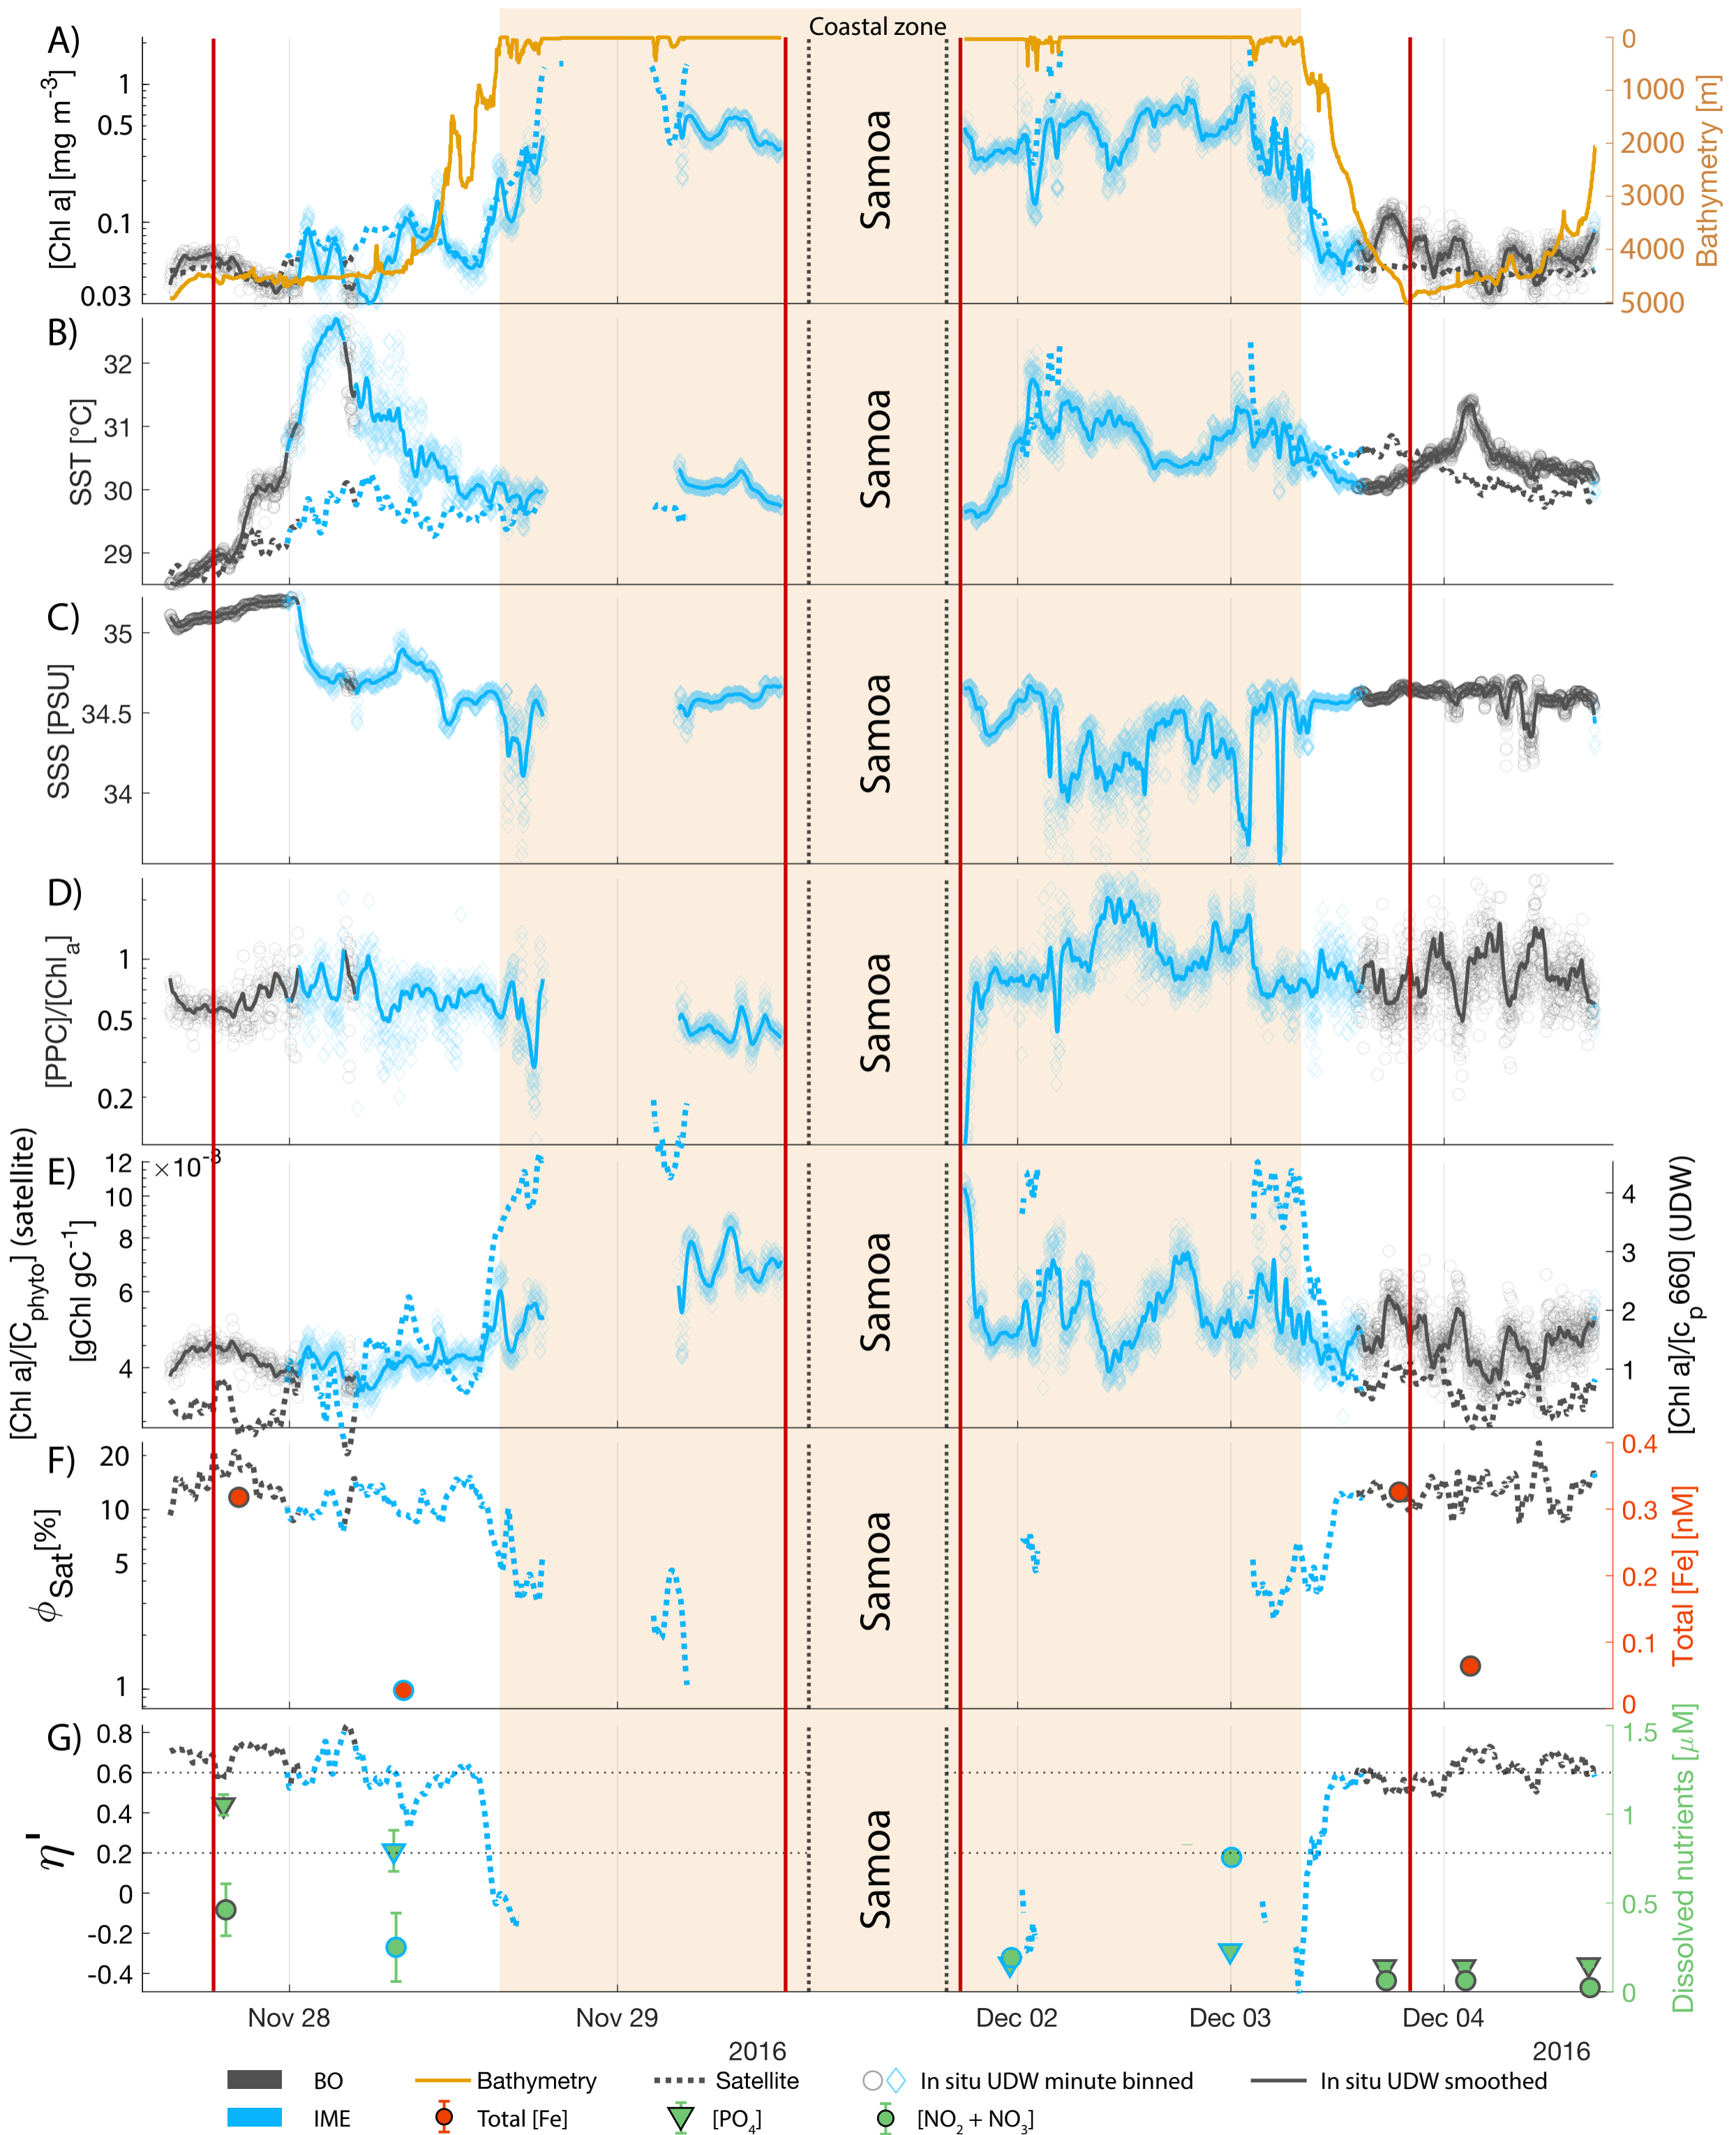 Coastal zone
A)
[Chl a] [mg m-3]
1
0.5
0.1
0.03
Samoa
0
1000
2000
3000
4000
5000
Bathymetry [m]
B)
SST [°C]
32
31
30
29
Samoa
C)
SSS [PSU]
35
34.5
34
Samoa
D)
[PPC]/[Chla]
1
0.5
0.2
Samoa
E)
[Chl a]/[Cphyto] (satellite)
[gChl gC-1]
×10-3
12
10
8
6
4
Samoa
4
3
2
1
[Chl a]/[cp660] (UDW)
F)
ϕSat[%]
20
10
5
1
Samoa
0.4
0.3
0.2
0.1
0
Total [Fe] [nM]
G)
η'
0.8
0.6
0.4
0.2
0
-0.2
-0.4
Samoa
1.5
1
0.5
0
Dissolved nutrients [μM]
Nov 28 Nov 29 Dec 02 Dec 03 Dec 04
2016 2016
BO Bathymetry Satellite In situ UDW minute binned In situ UDW smoothed
IME Total [Fe] [PO4] [NO2 + NO3]